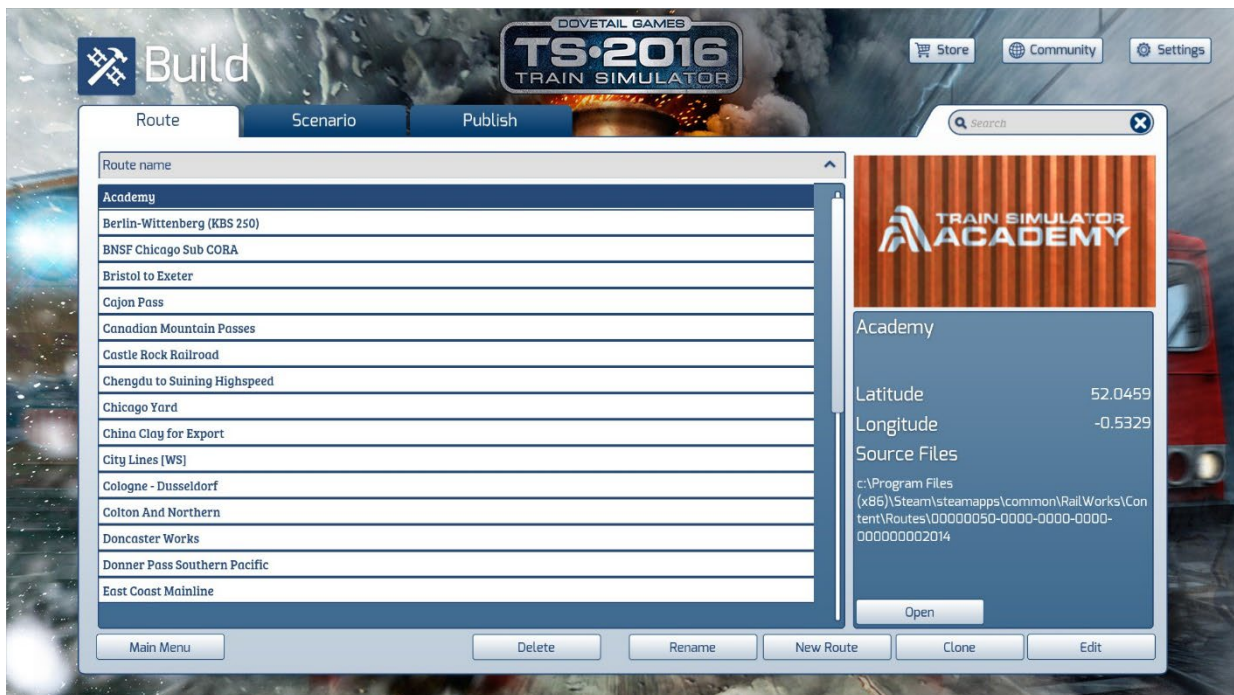 DOVETAIL GAMES
TS•2016
TRAIN SIMULATOR
Build
Store
Community
Settings
Route
Scenario
Publish
Search
Route name
Academy
Berlin-Wittenberg (KBS 250)
BNSF Chicago Sub CORA
Bristol to Exeter
Cajon Pass
Canadian Mountain Passes
Castle Rock Railroad
Chengdu to Suining Highspeed
Chicago Yard
China Clay for Export
City Lines [WS]
Cologne - Dusseldorf
Colton And Northern
Doncaster Works
Donner Pass Southern Pacific
East Coast Mainline
TRAIN SIMULATOR
ACADEMY
Academy
Latitude 52.0459
Longitude -0.5329
Source Files
c:\Program Files
(x86)\Steam\steamapps\common\RailWorks\Con
tent\Routes\00000050-0000-0000-0000-
000000002014
Open
Main Menu
Delete
Rename
New Route
Clone
Edit